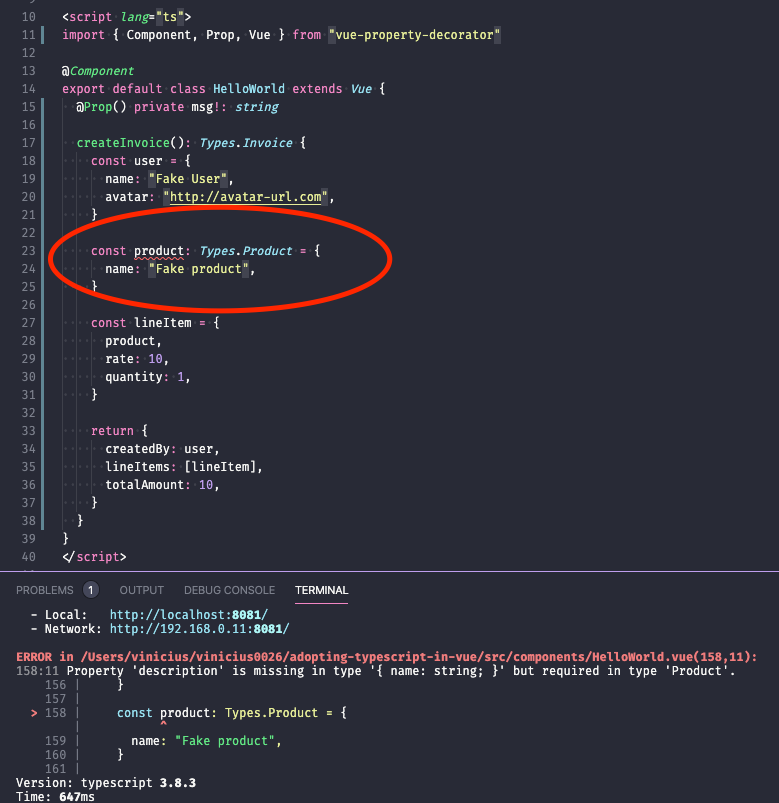 10 <script lang="ts">
11 import { Component, Prop, Vue } from "vue-property-decorator"
12
13 @Component
14 export default class HelloWorld extends Vue {
15   @Prop() private msg!: string
16
17   createInvoice(): Types.Invoice {
18     const user = {
19       name: "Fake User",
20       avatar: "http://avatar-url.com",
21     }
22
23     const product: Types.Product = {
24       name: "Fake product",
25     }
26
27     const lineItem = {
28       product,
29       rate: 10,
30       quantity: 1,
31     }
32
33     return {
34       createdBy: user,
35       lineItems: [lineItem],
36       totalAmount: 10,
37     }
38   }
39 }
40 </script>
PROBLEMS 1 OUTPUT DEBUG CONSOLE TERMINAL
- Local:   http://localhost:8081/
- Network: http://192.168.0.11:8081/
ERROR in /Users/vinicius/vinicius0026/adopting-typescript-in-vue/src/components/HelloWorld.vue(158,11):
158:11 Property 'description' is missing in type '{ name: string; }' but required in type 'Product'.
156 |     }
157 |
> 158 |     const product: Types.Product = {
|           ^
159 |       name: "Fake product",
160 |     }
161 |
Version: typescript 3.8.3
Time: 647ms